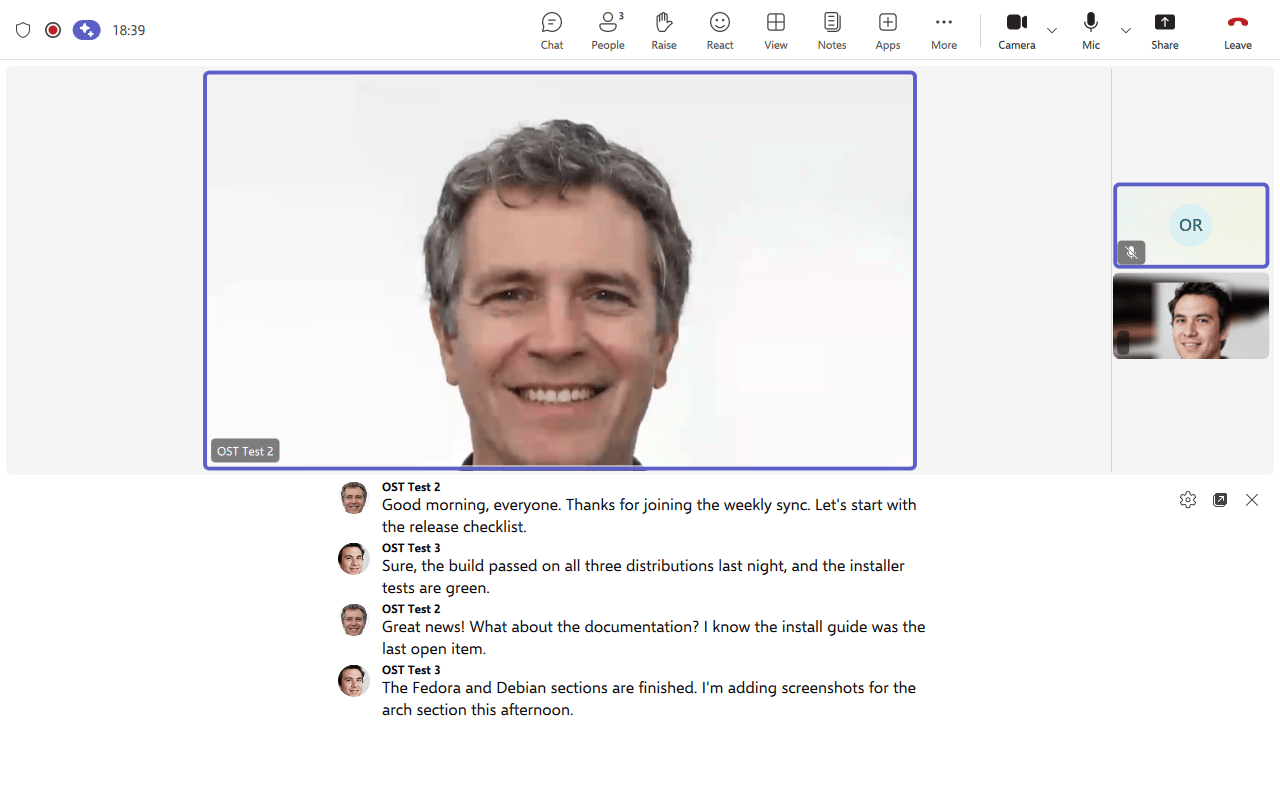 18:39
Chat
People
3
Raise
React
View
Notes
Apps
More
Camera
Mic
Share
Leave
OR
OST Test 2
OST Test 2
Good morning, everyone. Thanks for joining the weekly sync. Let's start with
the release checklist.
OST Test 3
Sure, the build passed on all three distributions last night, and the installer
tests are green.
OST Test 2
Great news! What about the documentation? I know the install guide was the
last open item.
OST Test 3
The Fedora and Debian sections are finished. I'm adding screenshots for the
arch section this afternoon.